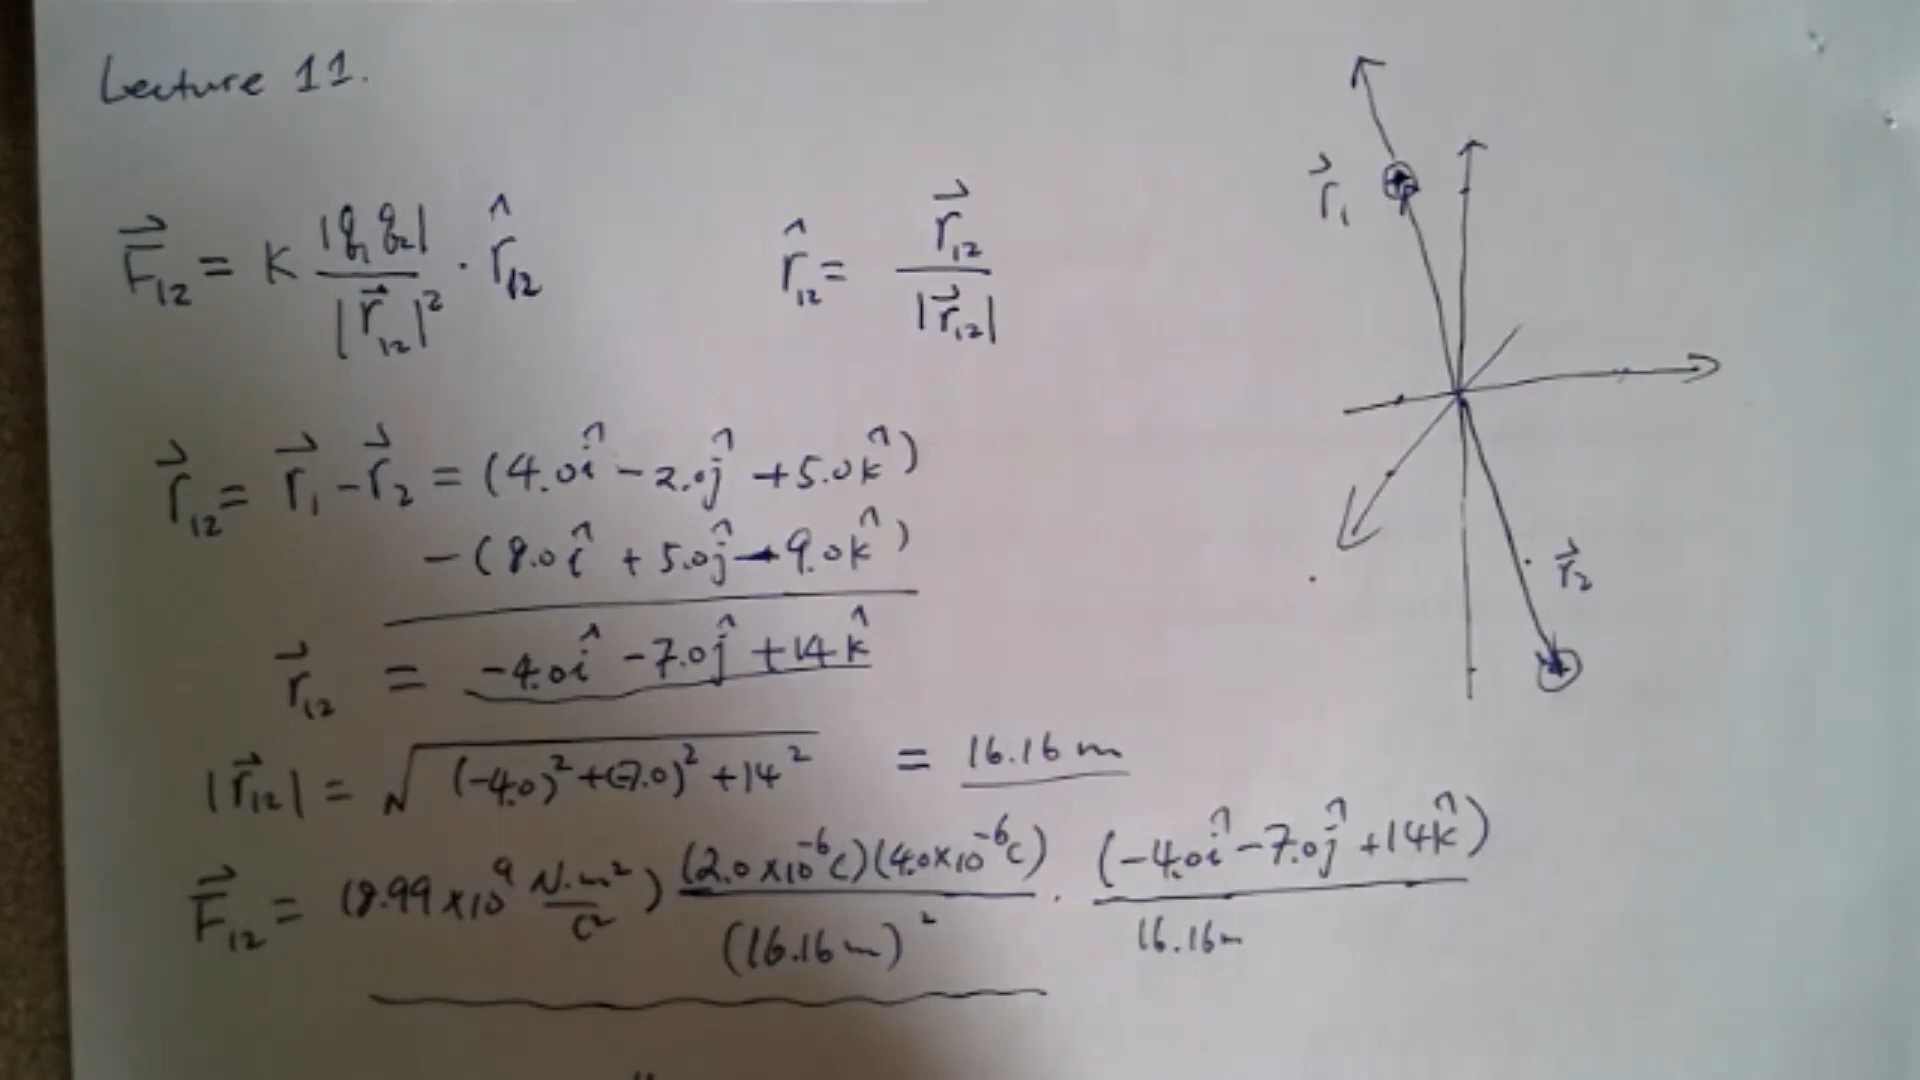 Lecture 11.
F⃗₁₂ = K |q₁ q₂| / |r⃗₁₂|² · r̂₁₂
r̂₁₂ = r⃗₁₂ / |r⃗₁₂|
r⃗₁₂ = r⃗₁ - r⃗₂ = (4.0î - 2.0ĵ + 5.0k̂)
- (8.0î + 5.0ĵ - 9.0k̂)
r⃗₁₂ = -4.0î - 7.0ĵ + 14k̂
|r⃗₁₂| = √((-4.0)² + (-7.0)² + 14²) = 16.16 m
F⃗₁₂ = (8.99 × 10⁹ N·m²/C²) (2.0 × 10⁻⁶C)(4.0 × 10⁻⁶C) / (16.16 m)² · (-4.0î - 7.0ĵ + 14k̂) / 16.16m
r⃗₁
r⃗₂